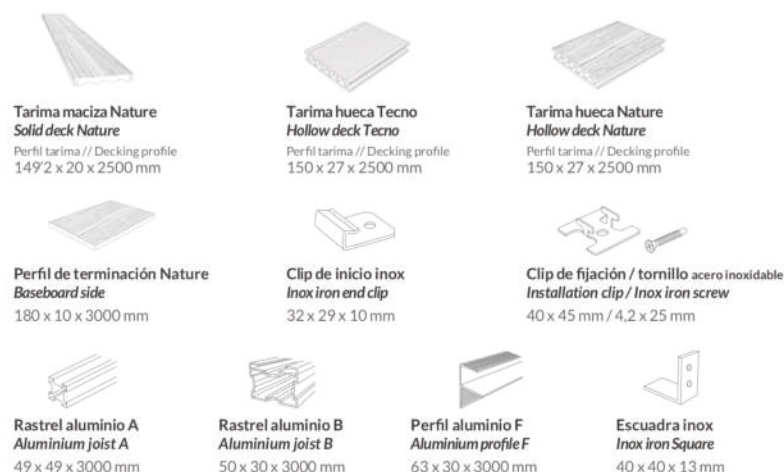 Tarima maciza Nature
Solid deck Nature
Perfil tarima // Decking profile
149'2 x 20 x 2500 mm
Tarima hueca Tecno
Hollow deck Tecno
Perfil tarima // Decking profile
150 x 27 x 2500 mm
Tarima hueca Nature
Hollow deck Nature
Perfil tarima // Decking profile
150 x 27 x 2500 mm
Perfil de terminación Nature
Baseboard side
180 x 10 x 3000 mm
Clip de inicio inox
Inox iron end clip
32 x 29 x 10 mm
Clip de fijación / tornillo acero inoxidable
Installation clip / Inox iron screw
40 x 45 mm / 4,2 x 25 mm
Rastrel aluminio A
Aluminium joist A
49 x 49 x 3000 mm
Rastrel aluminio B
Aluminium joist B
50 x 30 x 3000 mm
Perfil aluminio F
Aluminium profile F
63 x 30 x 3000 mm
Escuadra inox
Inox iron Square
40 x 40 x 13 mm